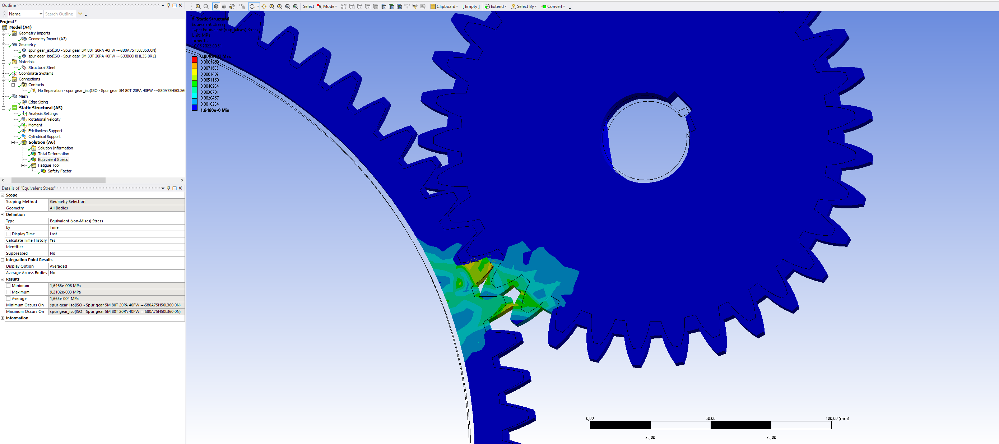 Outline
Name
Search Outline
Project*
Model (A4)
Geometry Imports
Geometry Import (A3)
Geometry
spur gear_iso(ISO - Spur gear 5M 80T 20PA 40FW ---S80A75H50L360.0N)
spur gear_iso(ISO - Spur gear 5M 33T 20PA 40FW ---S33B60H81L35.0R1)
Materials
Structural Steel
Coordinate Systems
Connections
Contacts
No Separation - spur gear_iso(ISO - Spur gear 5M 80T 20PA 40FW ---S80A75H50L36
Mesh
Edge Sizing
Static Structural (A5)
Analysis Settings
Rotational Velocity
Moment
Frictionless Support
Cylindrical Support
Solution (A6)
Solution Information
Total Deformation
Equivalent Stress
Fatigue Tool
Safety Factor
Details of "Equivalent Stress"
Scope
Scoping Method Geometry Selection
Geometry All Bodies
Definition
Type Equivalent (von-Mises) Stress
By Time
Display Time Last
Calculate Time History Yes
Identifier
Suppressed No
Integration Point Results
Display Option Averaged
Average Across Bodies No
Results
Minimum 1,6468e-008 MPa
Maximum 9,2102e-003 MPa
Average 1,665e-004 MPa
Minimum Occurs On spur gear_iso(ISO - Spur gear 5M 80T 20PA 40FW ---S80A75H50L360.0N)
Maximum Occurs On spur gear_iso(ISO - Spur gear 5M 80T 20PA 40FW ---S80A75H50L360.0N)
Information
Select Mode Clipboard [ Empty ] Extend Select By Convert
A: Static Structural
Equivalent Stress
Type: Equivalent (von-Mises) Stress
Unit: MPa
Time: 1
0,0092102 Max
0,0081869
0,0071635
0,0061402
0,0051168
0,0040934
0,0030701
0,0020467
0,0010234
1,6468e-8 Min
0,00 50,00 100,00 (mm)
25,00 75,00